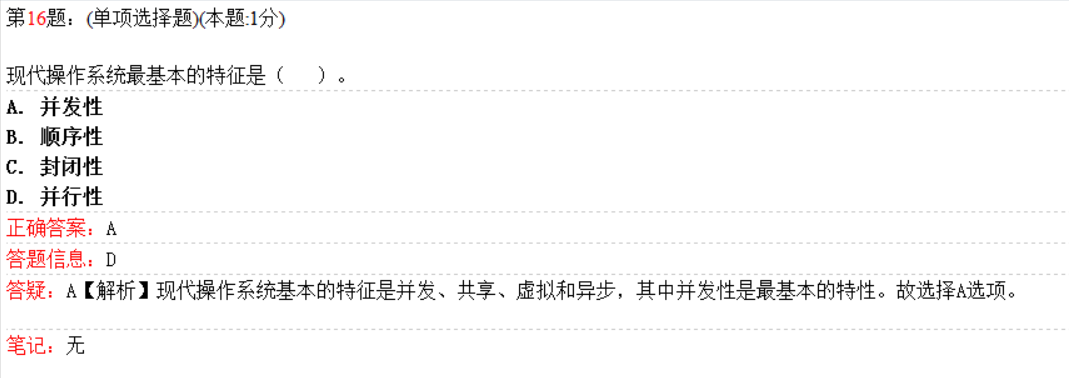 第16题：(单项选择题)(本题:1分)
现代操作系统最基本的特征是（　　）。
A. 并发性
B. 顺序性
C. 封闭性
D. 并行性
正确答案：A
答题信息：D
答疑：A【解析】现代操作系统基本的特征是并发、共享、虚拟和异步，其中并发性是最基本的特性。故选择A选项。
笔记：无